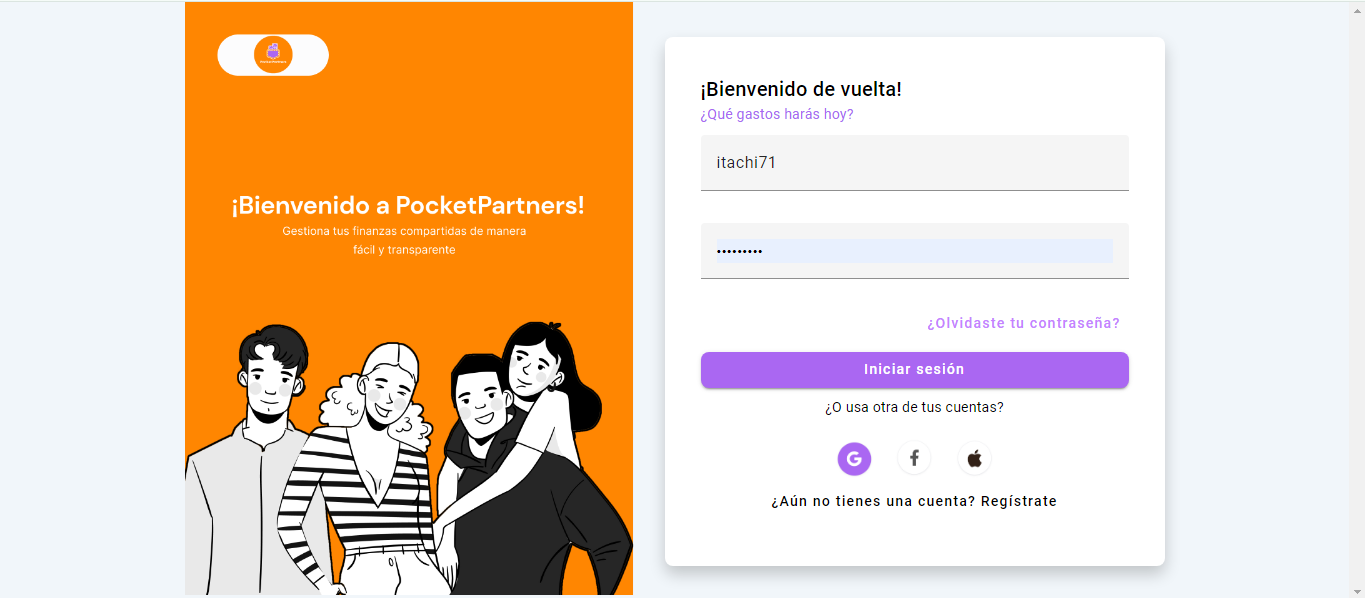 ¡Bienvenido a PocketPartners!
Gestiona tus finanzas compartidas de manera
fácil y transparente
¡Bienvenido de vuelta!
¿Qué gastos harás hoy?
itachi71
•••••••••
¿Olvidaste tu contraseña?
Iniciar sesión
¿O usa otra de tus cuentas?
¿Aún no tienes una cuenta? Regístrate